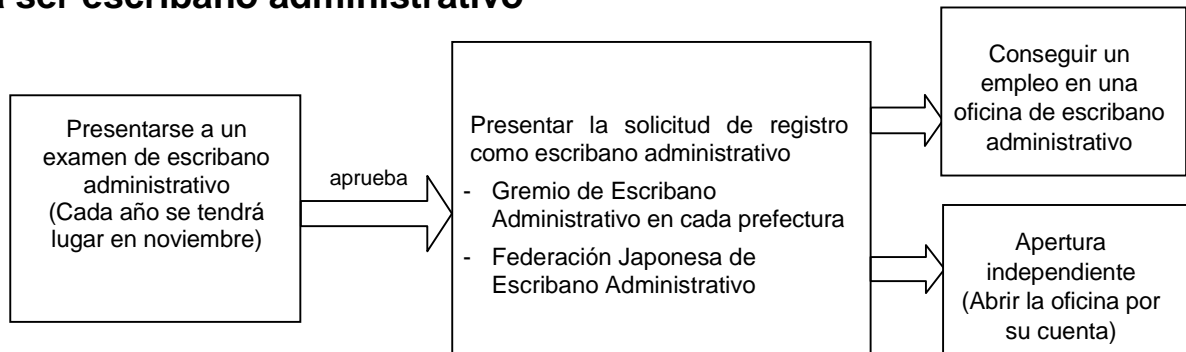 ser escribano administrativo
Presentarse a un
examen de escribano
administrativo
(Cada año se tendrá
lugar en noviembre)
aprueba
Presentar la solicitud de registro
como escribano administrativo
- Gremio de Escribano
Administrativo en cada prefectura
- Federación Japonesa de
Escribano Administrativo
Conseguir un
empleo en una
oficina de escribano
administrativo
Apertura
independiente
(Abrir la oficina por
su cuenta)